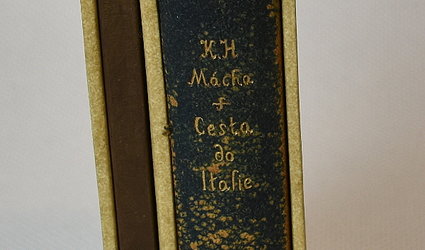 K.H
Mácha
+
Cesta
do
Italie